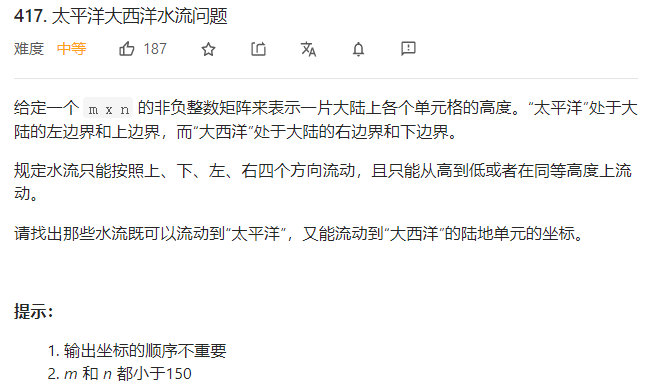 417. 太平洋大西洋水流问题
难度 中等 187
给定一个 m x n 的非负整数矩阵来表示一片大陆上各个单元格的高度。“太平洋”处于大
陆的左边界和上边界，而“大西洋”处于大陆的右边界和下边界。
规定水流只能按照上、下、左、右四个方向流动，且只能从高到低或者在同等高度上流
动。
请找出那些水流既可以流动到“太平洋”，又能流动到“大西洋”的陆地单元的坐标。
提示：
1. 输出坐标的顺序不重要
2. m 和 n 都小于150